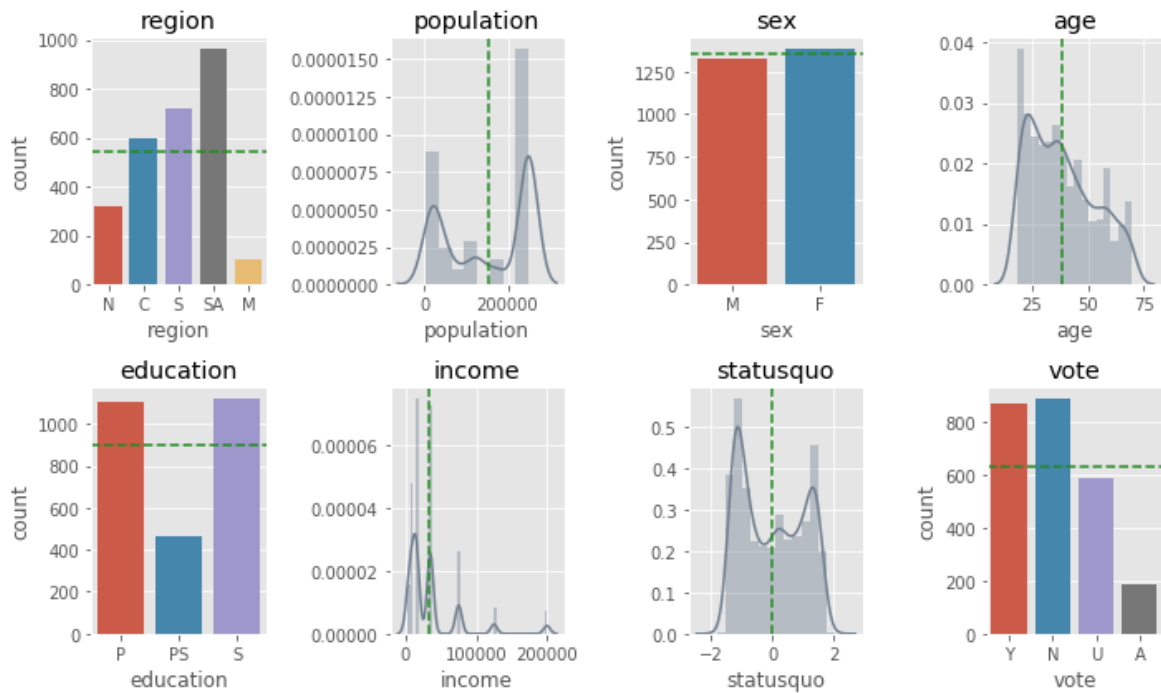 region
count
1000
800
600
400
200
0
N C S SA M
region
population
0.0000150
0.0000125
0.0000100
0.0000075
0.0000050
0.0000025
0.0000000
0 200000
population
sex
count
1250
1000
750
500
250
0
M F
sex
age
0.04
0.03
0.02
0.01
0.00
25 50 75
age
education
count
1000
800
600
400
200
0
P PS S
education
income
0.00006
0.00004
0.00002
0.00000
0 100000 200000
income
statusquo
0.5
0.4
0.3
0.2
0.1
0.0
−2 0 2
statusquo
vote
count
800
600
400
200
0
Y N U A
vote